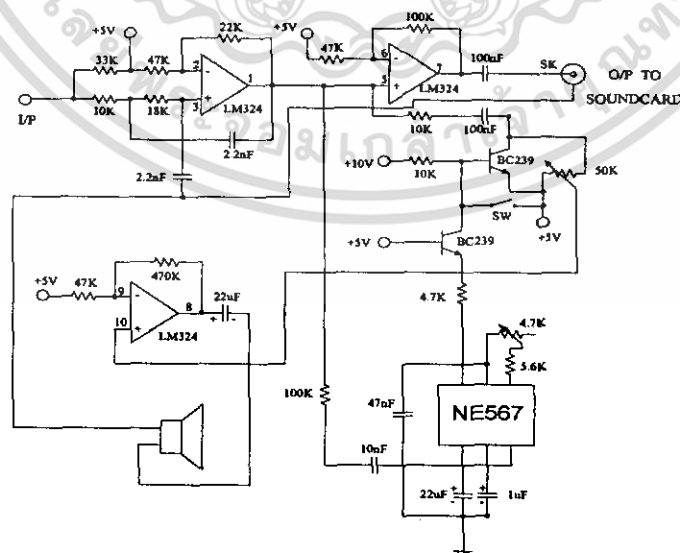 +5V
22K
100K
33K
47K
47K
2
6
100nF
1
7
SK
O/P TO
SOUNDCARD
LM324
LM324
3
5
I/P
10K
18K
10K
100nF
2.2nF
2.2nF
BC239
50K
+10V
10K
SW
+5V
+5V
BC239
+5V
47K
470K
22uF
4.7K
9
8
10
LM324
4.7K
5.6K
100K
47nF
NE567
10nF
22uF
1uF